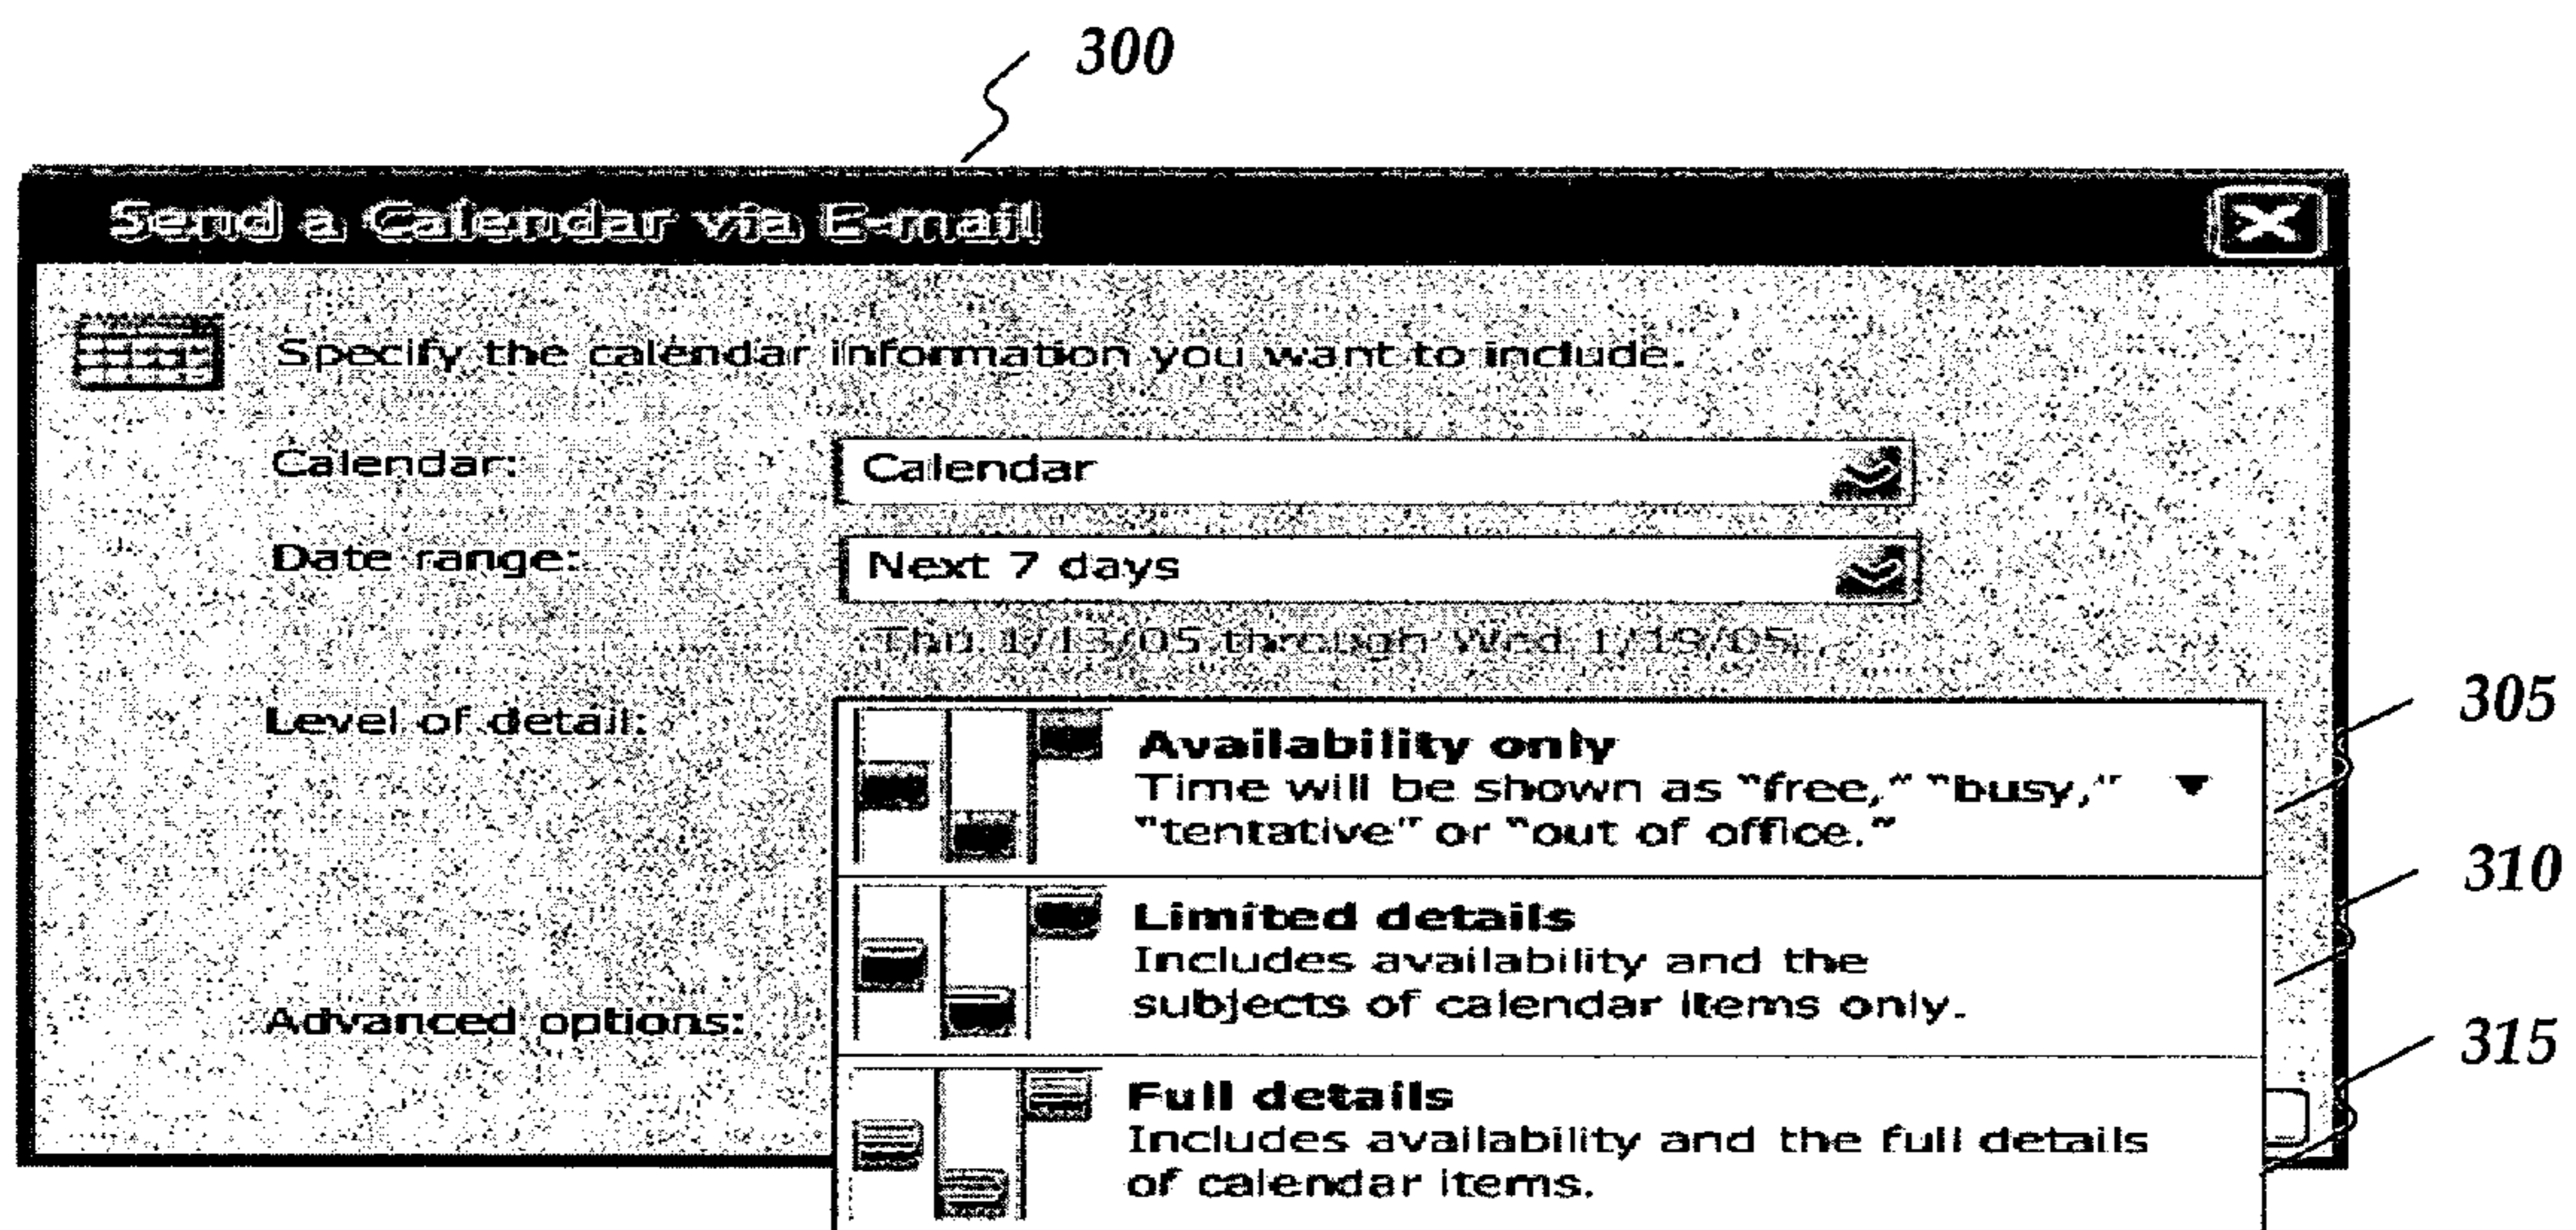 300
Send a Calendar via E-mail
Specify the calendar information you want to include.
Calendar: Calendar
Date range: Next 7 days
Thu 1/13/05 through Wed 1/19/05
Level of detail:
305
Availability only
Time will be shown as "free," "busy,"
"tentative" or "out of office."
310
Limited details
Includes availability and the
subjects of calendar items only.
Advanced options:
315
Full details
Includes availability and the full details
of calendar items.